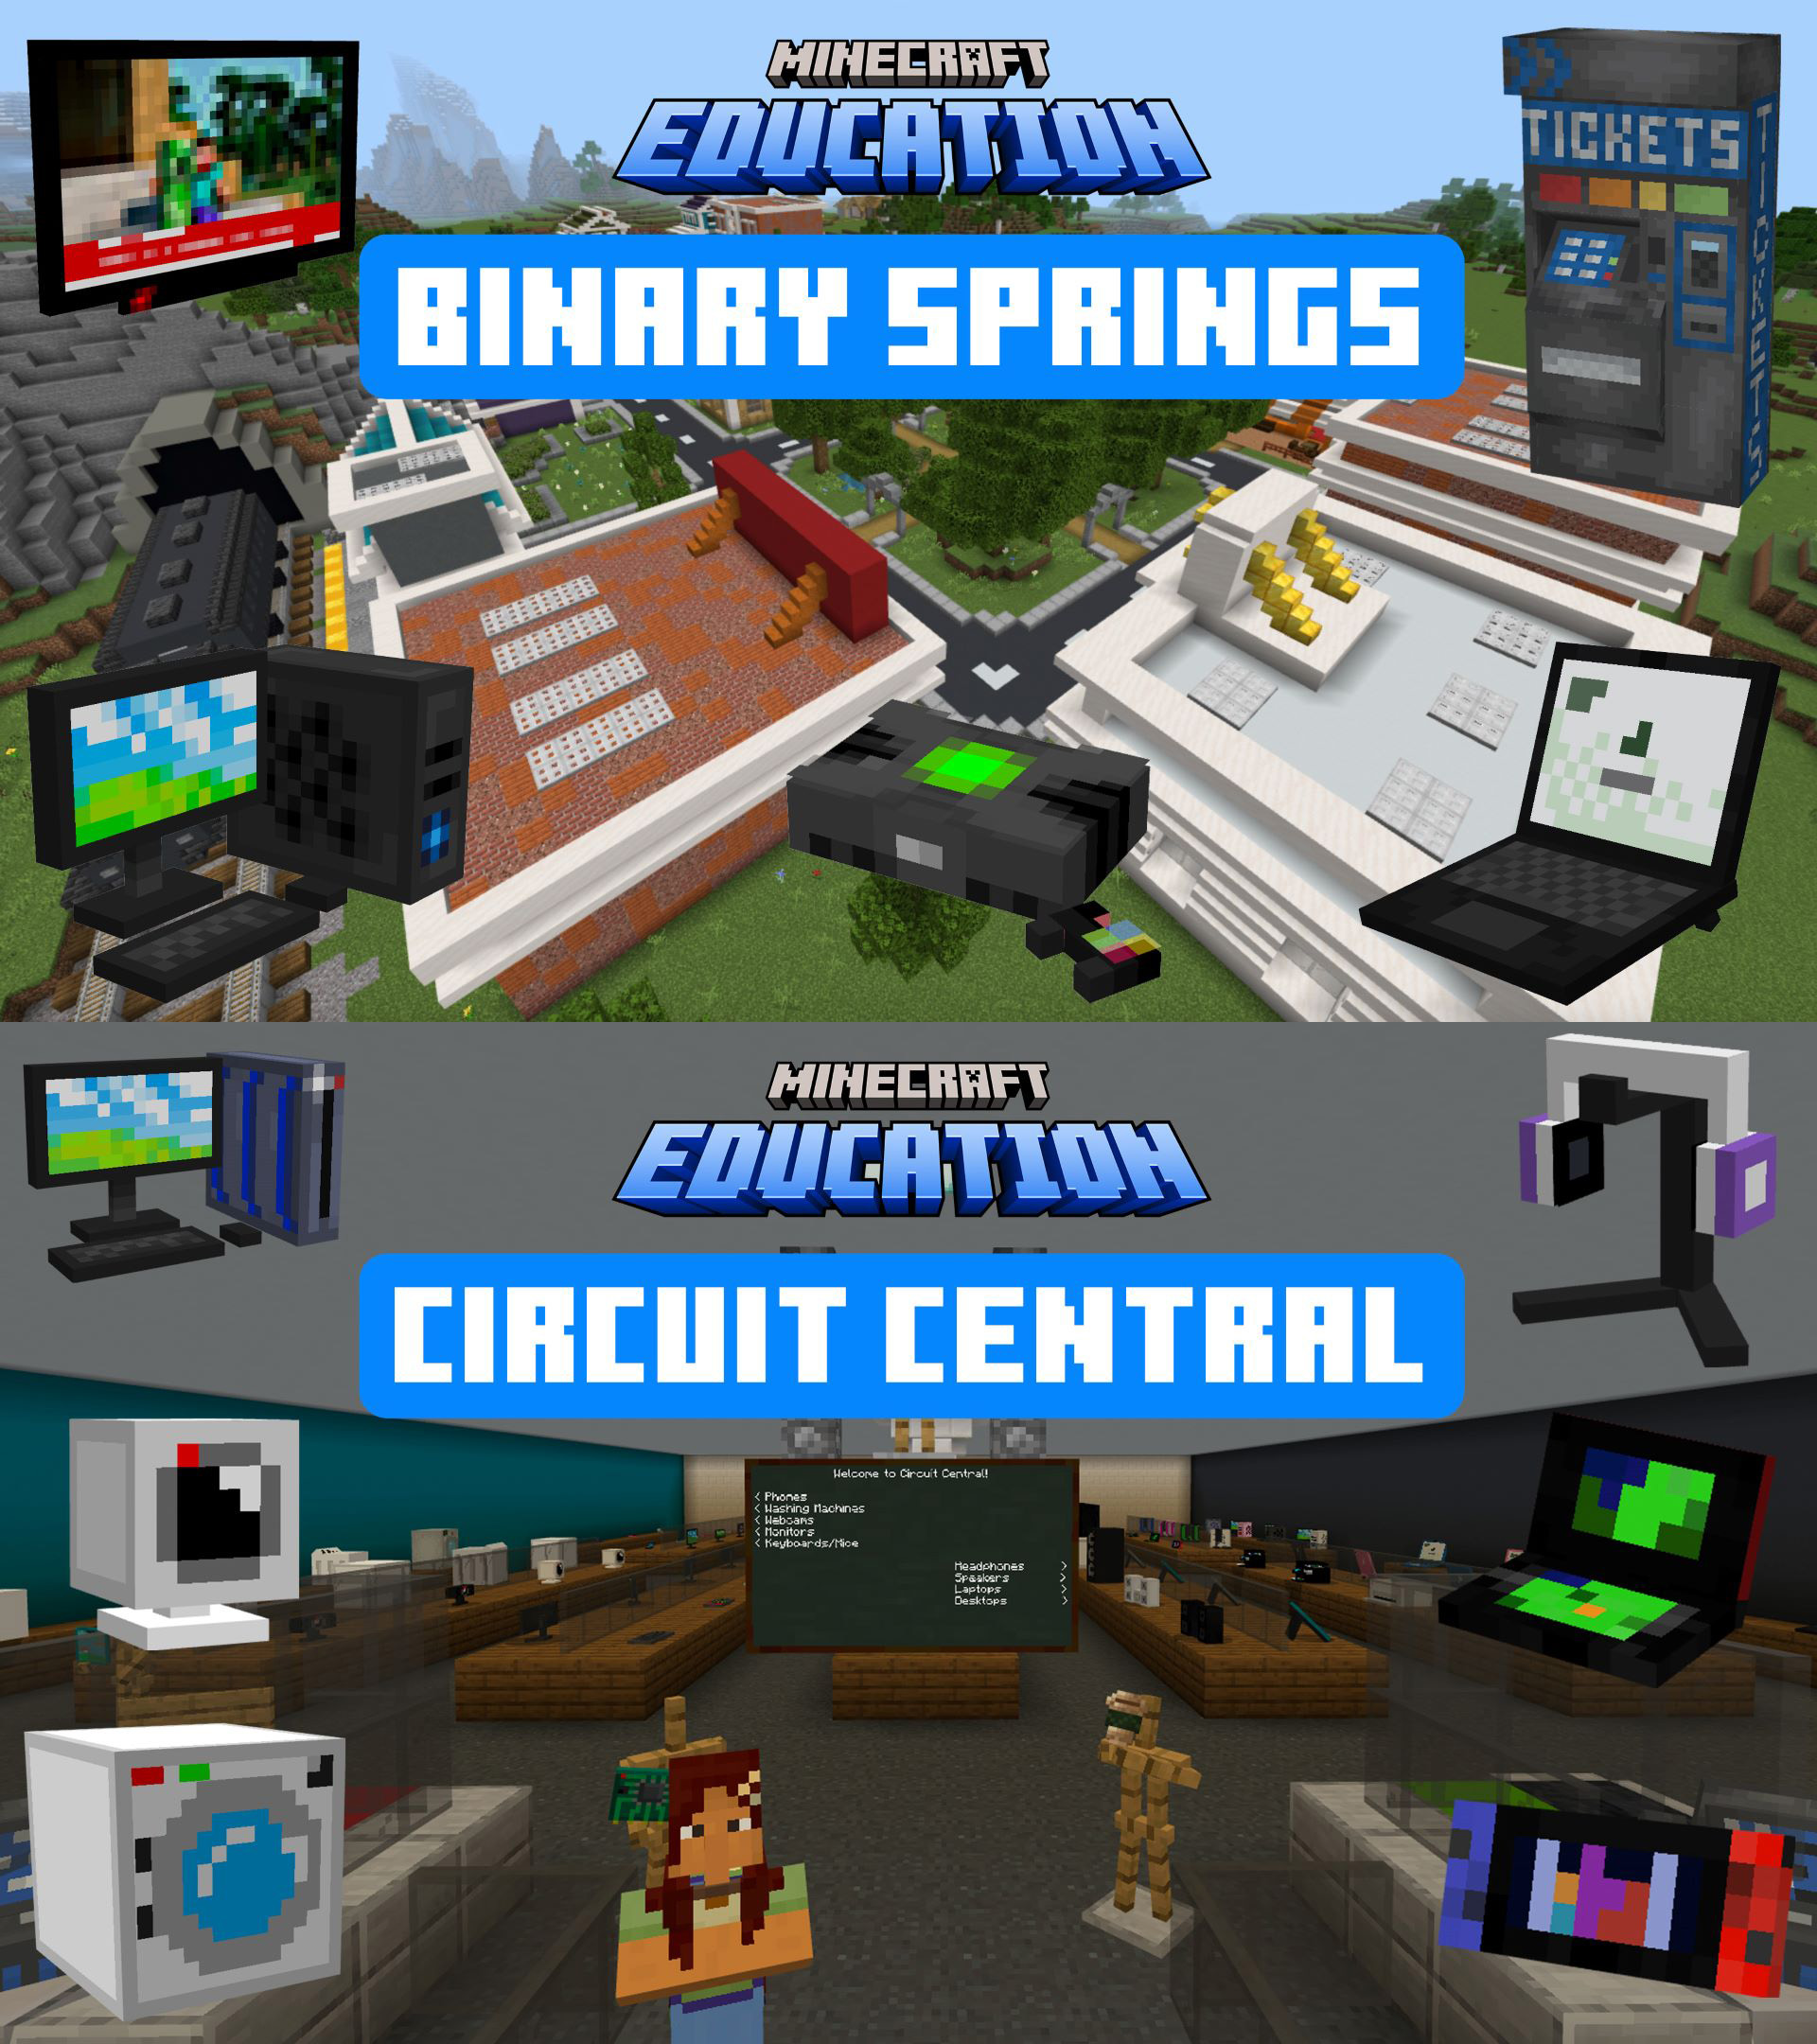 MINECRAFT
EDUCATION
TICKETS
TICKETS
BINARY SPRINGS
MINECRAFT
EDUCATION
CIRCUIT CENTRAL
Welcome to Circuit Central!
< Phones
< Washing Machines
< Webcams
< Monitors
< Keyboards/Mice
Headphones >
Speakers >
Laptops >
Desktops >